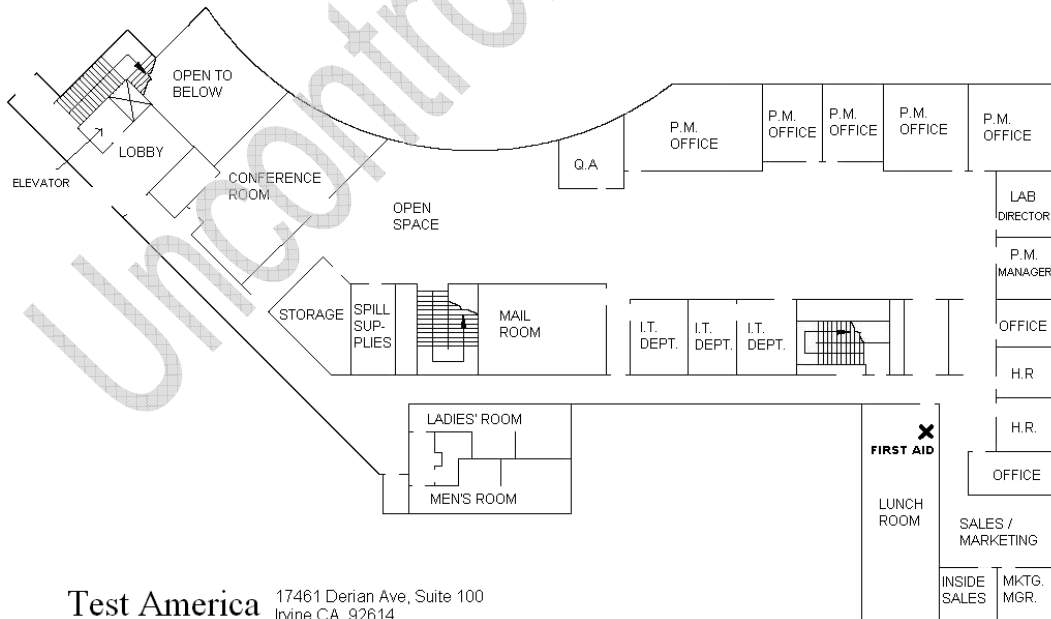 Uncontro
OPEN TO
BELOW
LOBBY
ELEVATOR
CONFERENCE
ROOM
OPEN
SPACE
Q.A
P.M.
OFFICE
P.M.
OFFICE
P.M.
OFFICE
P.M.
OFFICE
P.M.
OFFICE
LAB
DIRECTOR
P.M.
MANAGER
OFFICE
H.R
H.R.
OFFICE
STORAGE
SPILL
SUP-
PLIES
MAIL
ROOM
I.T.
DEPT.
I.T.
DEPT.
I.T.
DEPT.
LADIES' ROOM
MEN'S ROOM
FIRST AID
LUNCH
ROOM
SALES /
MARKETING
INSIDE
SALES
MKTG.
MGR.
Test America
17461 Derian Ave, Suite 100
Irvine CA, 92614